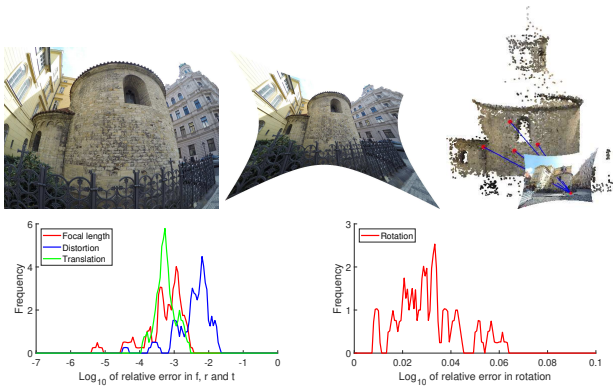 6
4
2
0
Frequency
Focal length
Distortion
Translation
-7 -6 -5 -4 -3 -2 -1 0
Log10 of relative error in f, r and t
3
2
1
0
Frequency
Rotation
0 0.02 0.04 0.06 0.08 0.1
Log10 of relative error in rotation